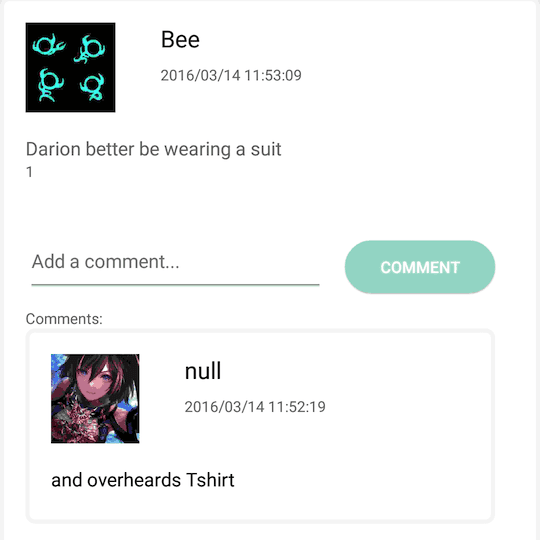 Bee
2016/03/14 11:53:09
Darion better be wearing a suit
1
Add a comment...
COMMENT
Comments:
null
2016/03/14 11:52:19
and overheards Tshirt